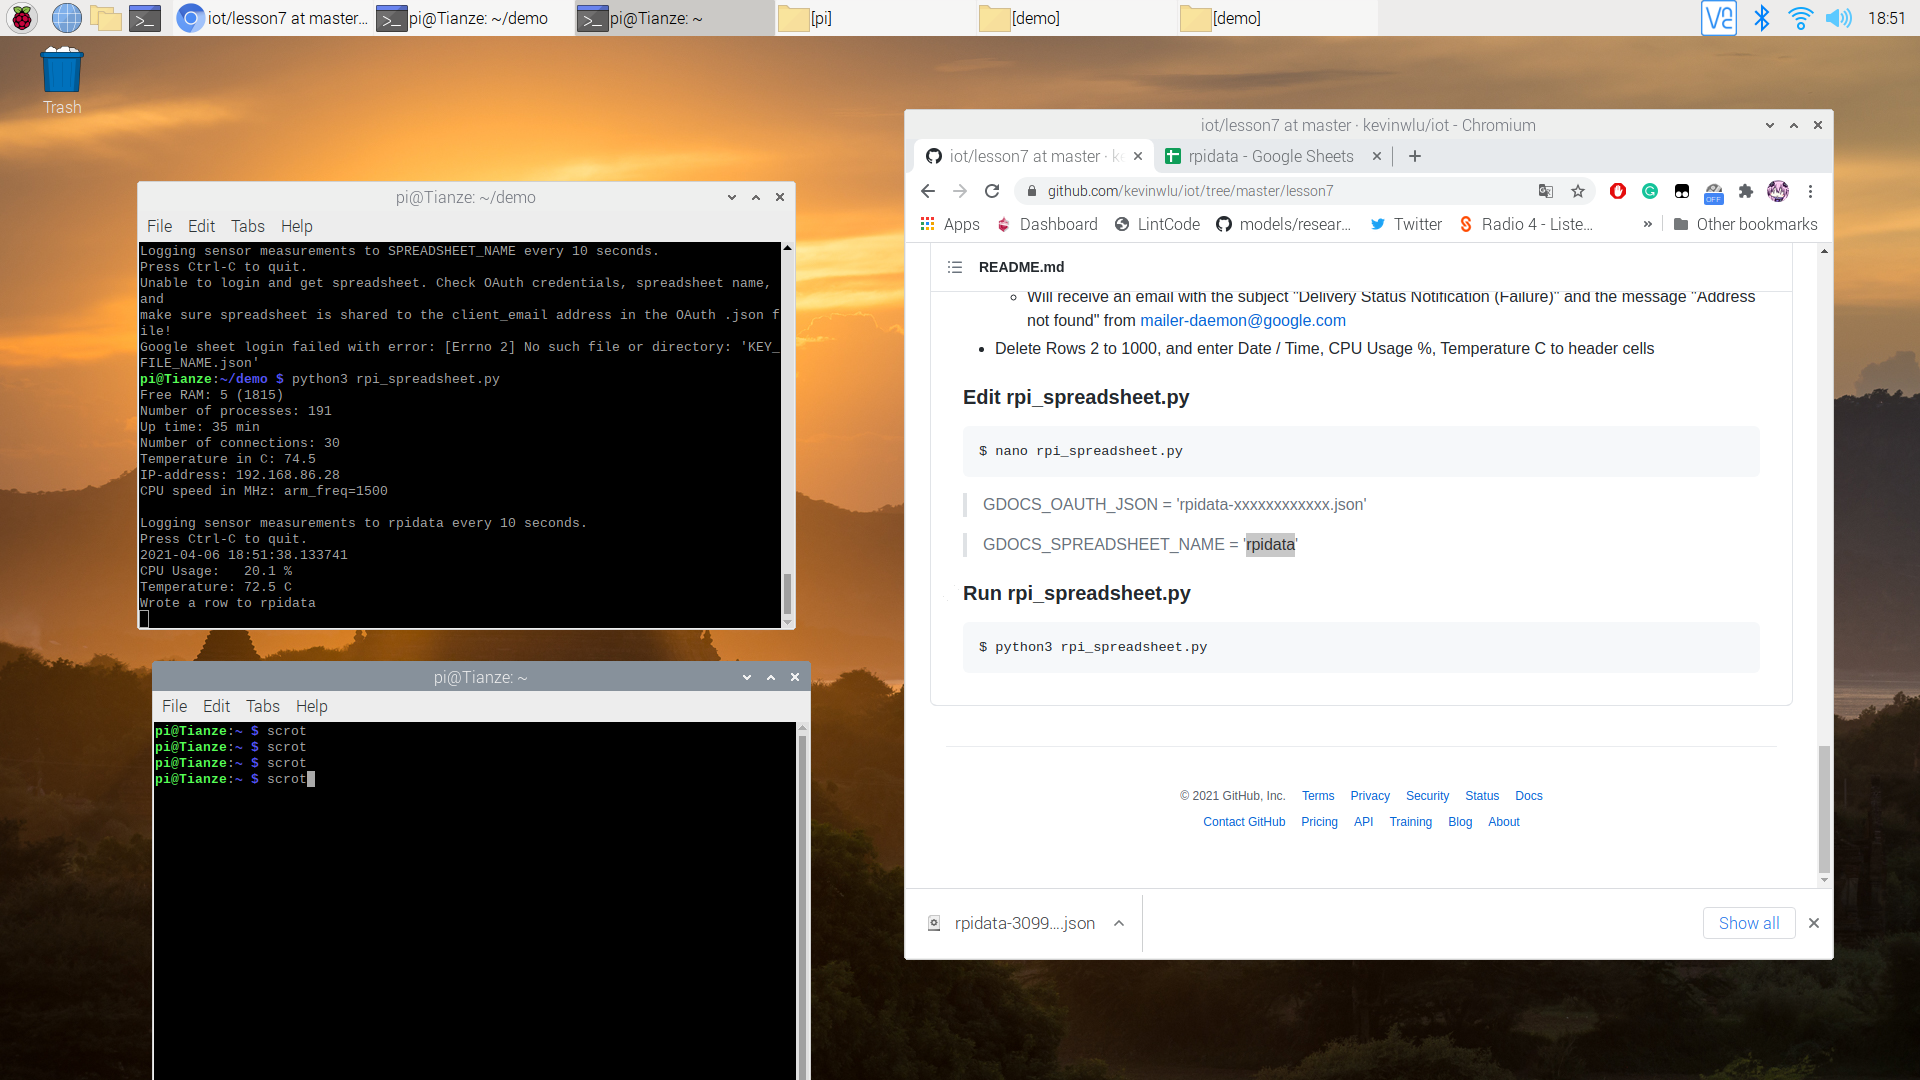 iot/lesson7 at master...
pi@Tianze: ~/demo
pi@Tianze: ~
[pi]
[demo]
[demo]
18:51
Trash
pi@Tianze: ~/demo
File Edit Tabs Help
Logging sensor measurements to SPREADSHEET_NAME every 10 seconds.
Press Ctrl-C to quit.
Unable to login and get spreadsheet. Check OAuth credentials, spreadsheet name,
and
make sure spreadsheet is shared to the client_email address in the OAuth .json f
ile!
Google sheet login failed with error: [Errno 2] No such file or directory: 'KEY_
FILE_NAME.json'
pi@Tianze:~/demo $ python3 rpi_spreadsheet.py
Free RAM: 5 (1815)
Number of processes: 191
Up time: 35 min
Number of connections: 30
Temperature in C: 74.5
IP-address: 192.168.86.28
CPU speed in MHz: arm_freq=1500
Logging sensor measurements to rpidata every 10 seconds.
Press Ctrl-C to quit.
2021-04-06 18:51:38.133741
CPU Usage:   20.1 %
Temperature: 72.5 C
Wrote a row to rpidata
pi@Tianze: ~
File Edit Tabs Help
pi@Tianze:~ $ scrot
pi@Tianze:~ $ scrot
pi@Tianze:~ $ scrot
pi@Tianze:~ $ scrot
iot/lesson7 at master · kevinwlu/iot - Chromium
iot/lesson7 at master · k
rpidata - Google Sheets
github.com/kevinwlu/iot/tree/master/lesson7
OFF
Apps Dashboard LintCode models/resear... Twitter Radio 4 - Liste... » Other bookmarks
README.md
Will receive an email with the subject "Delivery Status Notification (Failure)" and the message "Address
not found" from mailer-daemon@google.com
Delete Rows 2 to 1000, and enter Date / Time, CPU Usage %, Temperature C to header cells
Edit rpi_spreadsheet.py
$ nano rpi_spreadsheet.py
GDOCS_OAUTH_JSON = 'rpidata-xxxxxxxxxxxx.json'
GDOCS_SPREADSHEET_NAME = 'rpidata'
Run rpi_spreadsheet.py
$ python3 rpi_spreadsheet.py
© 2021 GitHub, Inc. Terms Privacy Security Status Docs
Contact GitHub Pricing API Training Blog About
rpidata-3099....json
Show all